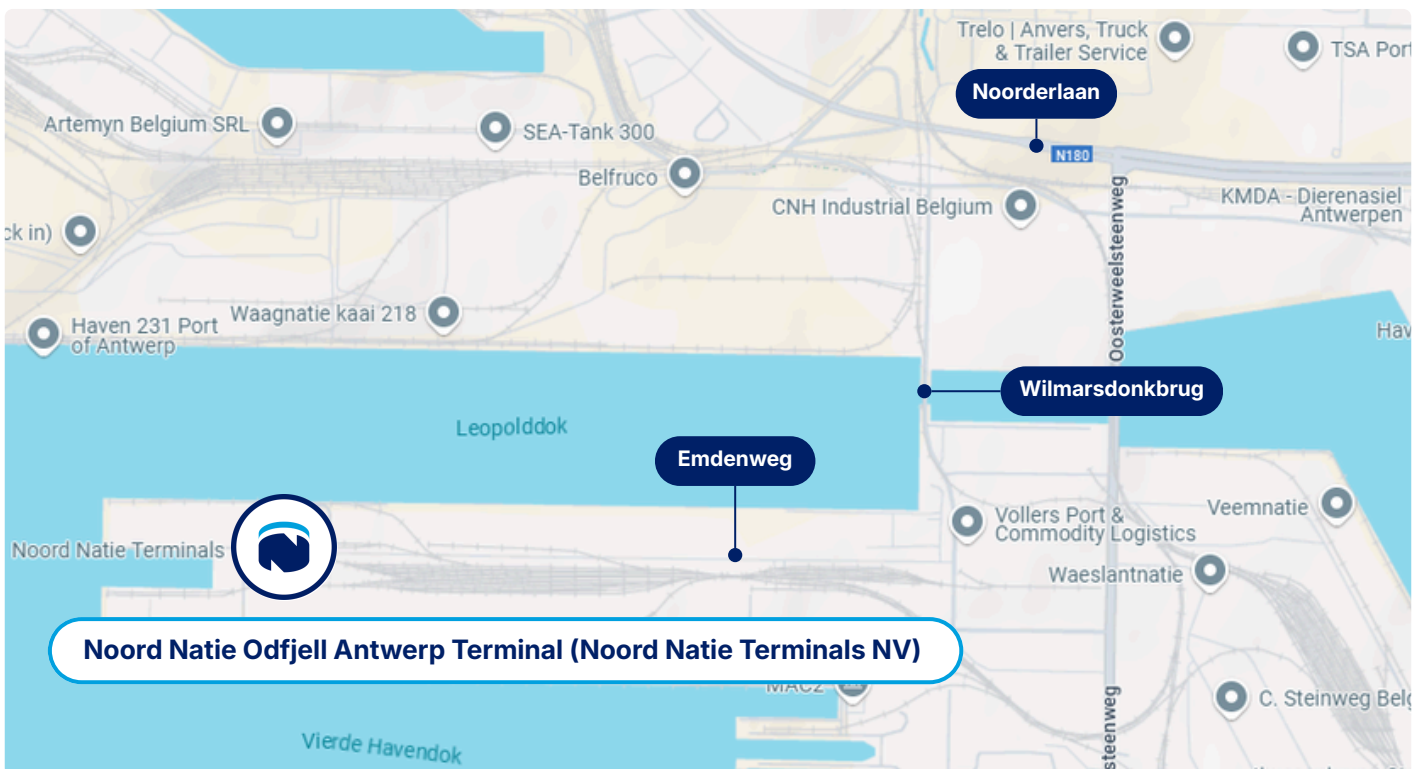 Trelo | Anvers, Truck
& Trailer Service
TSA Port
Noorderlaan
Artemyn Belgium SRL
SEA-Tank 300
N180
Belfruco
CNH Industrial Belgium
KMDA - Dierenasiel
Antwerpen
ck in)
Oosterweelsteenweg
Waagnatie kaai 218
Haven 231 Port
of Antwerp
Hav
Wilmarsdonkbrug
Leopolddok
Emdenweg
Vollers Port &
Commodity Logistics
Veemnatie
Noord Natie Terminals
Waeslantnatie
Noord Natie Odfjell Antwerp Terminal (Noord Natie Terminals NV)
MAC2
C. Steinweg Belg
steenweg
Vierde Havendok